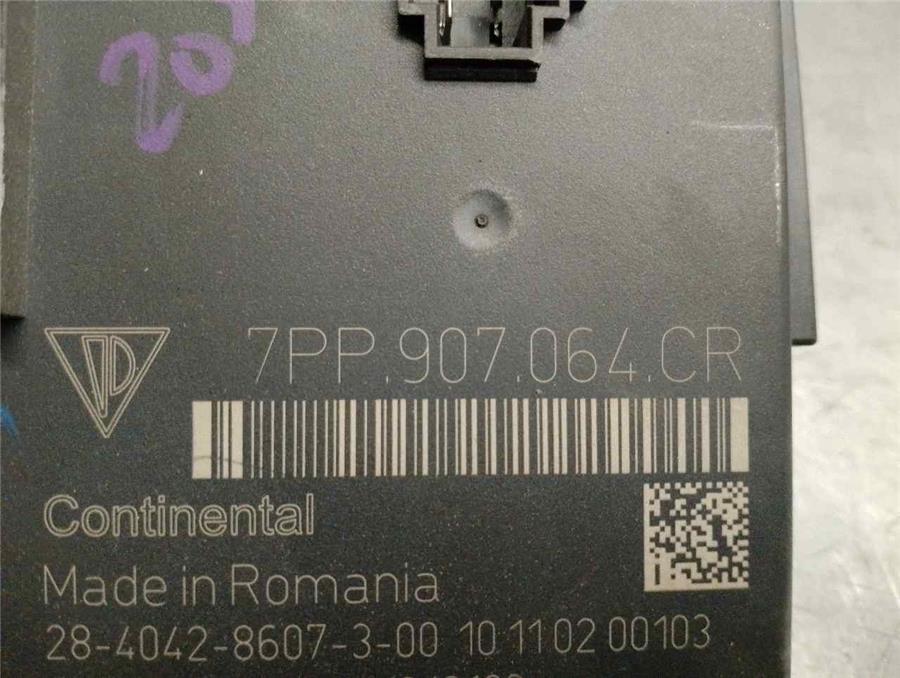 7PP.907.064.CR
Continental
Made in Romania
28-4042-8607-3-00 10 11 02 00103